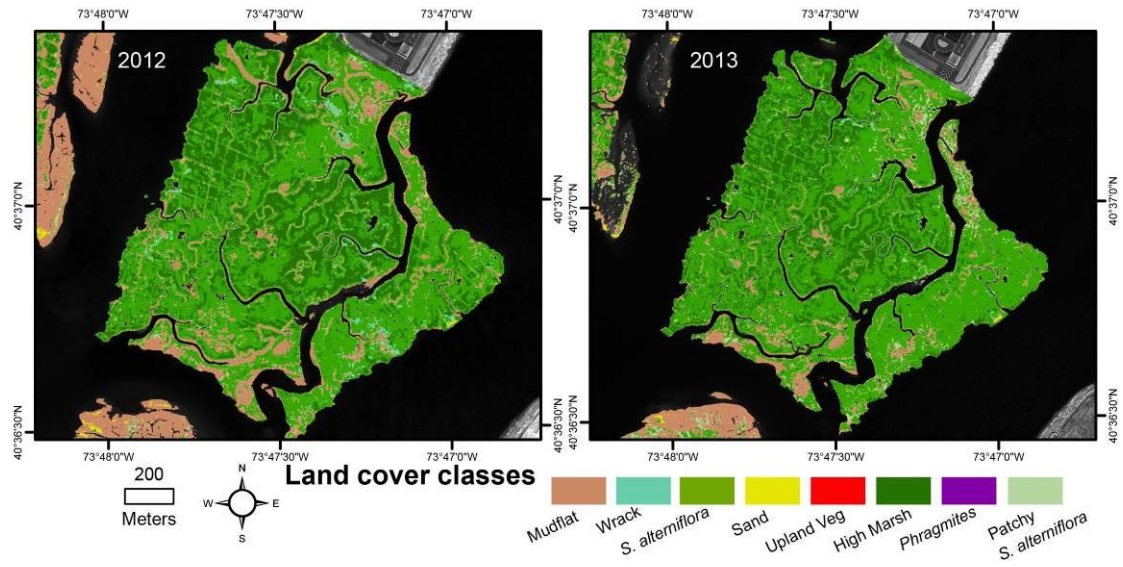 73°48'0"W 73°47'30"W 73°47'0"W
73°48'0"W 73°47'30"W 73°47'0"W
2012
2013
40°37'0"N
40°37'0"N
40°37'0"N
40°37'0"N
40°36'30"N
40°36'30"N
40°36'30"N
40°36'30"N
73°48'0"W 73°47'30"W 73°47'0"W
73°48'0"W 73°47'30"W 73°47'0"W
200
Meters
N
W E
S
Land cover classes
Mudflat
Wrack
S. alterniflora
Sand
Upland Veg
High Marsh
Phragmites
Patchy
S. alterniflora